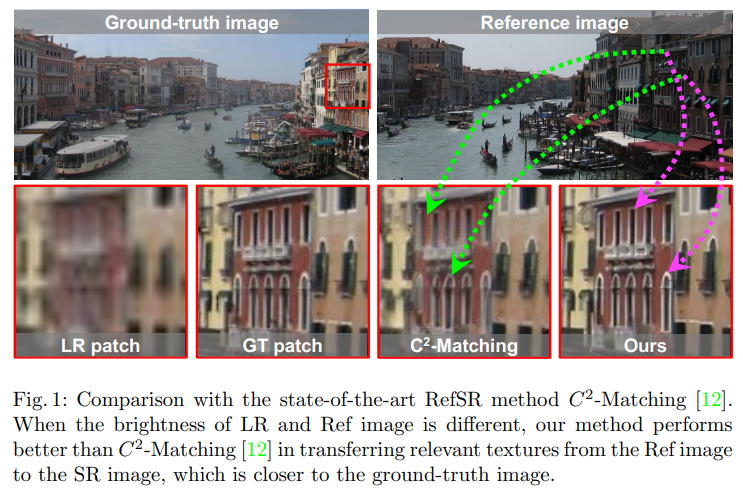 Ground-truth image
Reference image
LR patch
GT patch
C²-Matching
Ours
Fig. 1: Comparison with the state-of-the-art RefSR method C²-Matching [12].
When the brightness of LR and Ref image is different, our method performs
better than C²-Matching [12] in transferring relevant textures from the Ref image
to the SR image, which is closer to the ground-truth image.